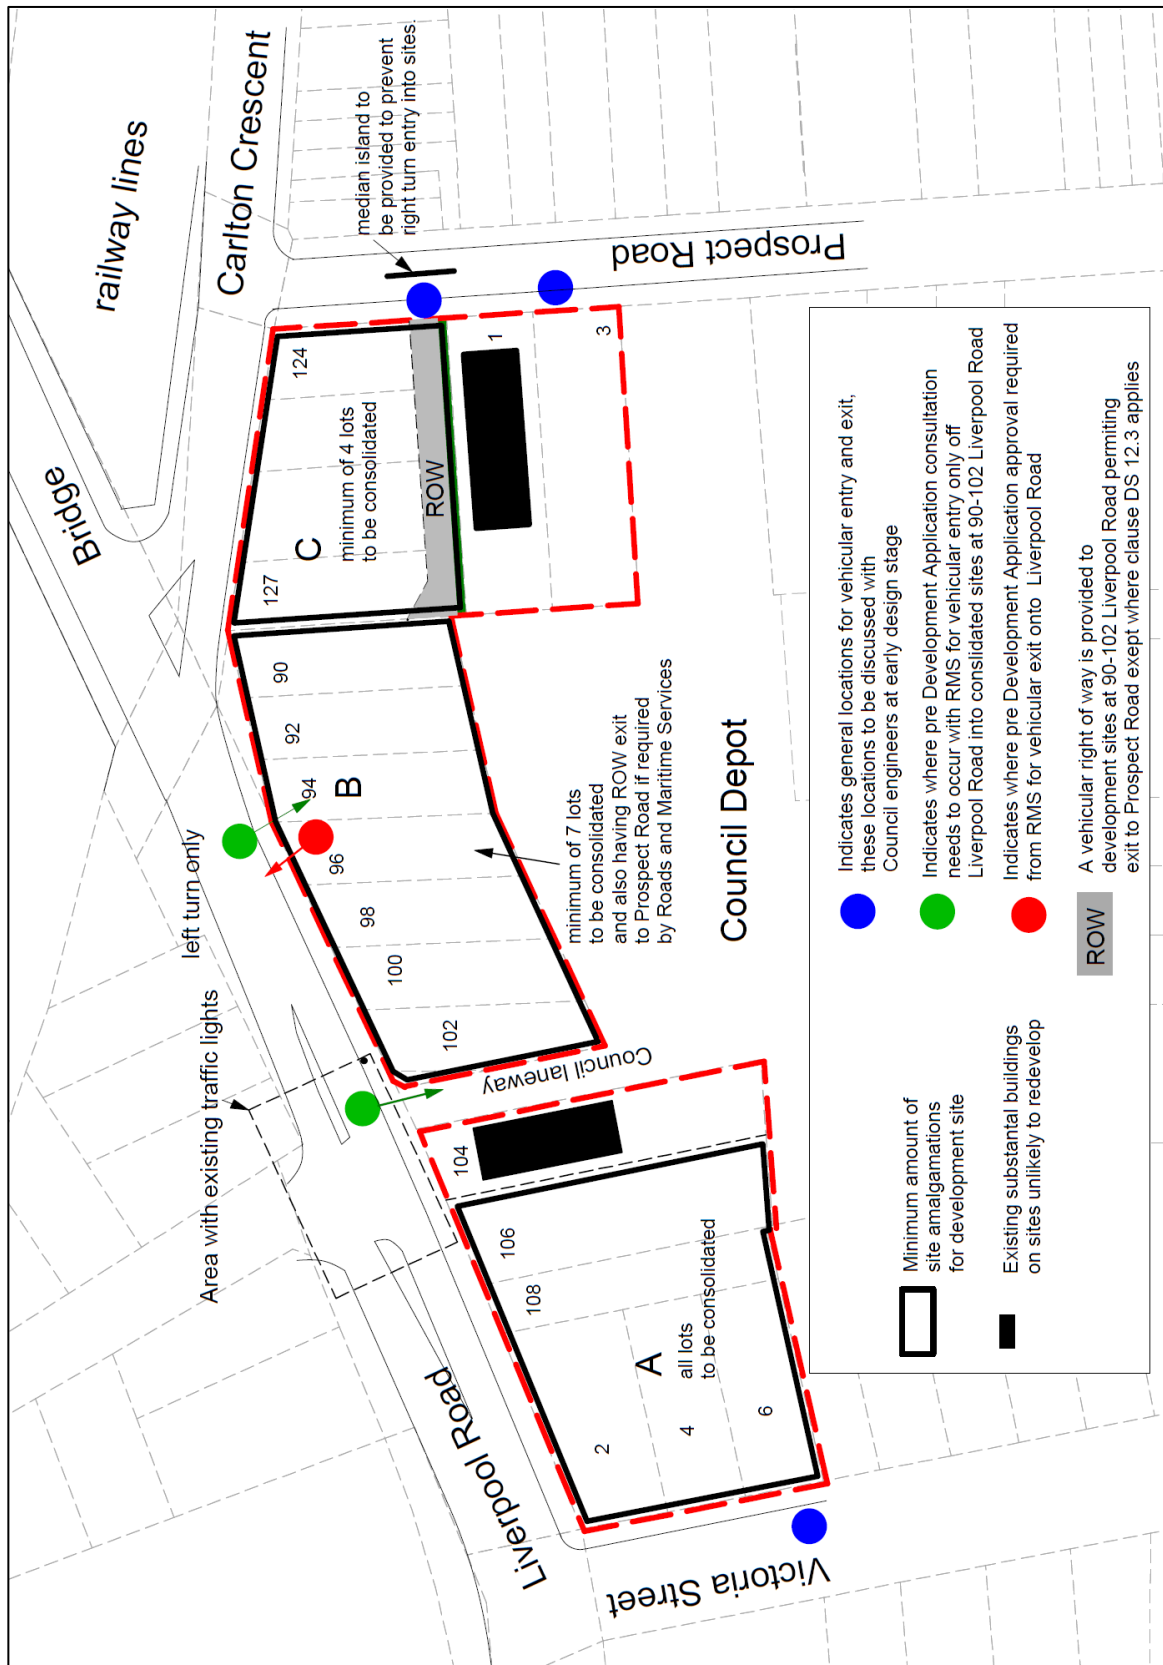 railway lines
Carlton Crescent
Bridge
median island to
be provided to prevent
right turn entry into sites.
Prospect Road
124
127
C
minimum of 4 lots
to be consolidated
ROW
1
3
left turn only
90
92
94
B
96
98
100
102
minimum of 7 lots
to be consolidated
and also having ROW exit
to Prospect Road if required
by Roads and Maritime Services
Council Depot
Area with existing traffic lights
Council laneway
104
106
108
A
all lots
to be consolidated
2
4
6
Liverpool Road
Victoria Street
Minimum amount of
site amalgamations
for development site
Existing substantal buildings
on sites unlikely to redevelop
Indicates general locations for vehicular entry and exit,
these locations to be discussed with
Council engineers at early design stage
Indicates where pre Development Application consultation
needs to occur with RMS for vehicular entry only off
Liverpool Road into consolidated sites at 90-102 Liverpool Road
Indicates where pre Development Application approval required
from RMS for vehicular exit onto Liverpool Road
ROW
A vehicular right of way is provided to
development sites at 90-102 Liverpool Road permiting
exit to Prospect Road exept where clause DS 12.3 applies